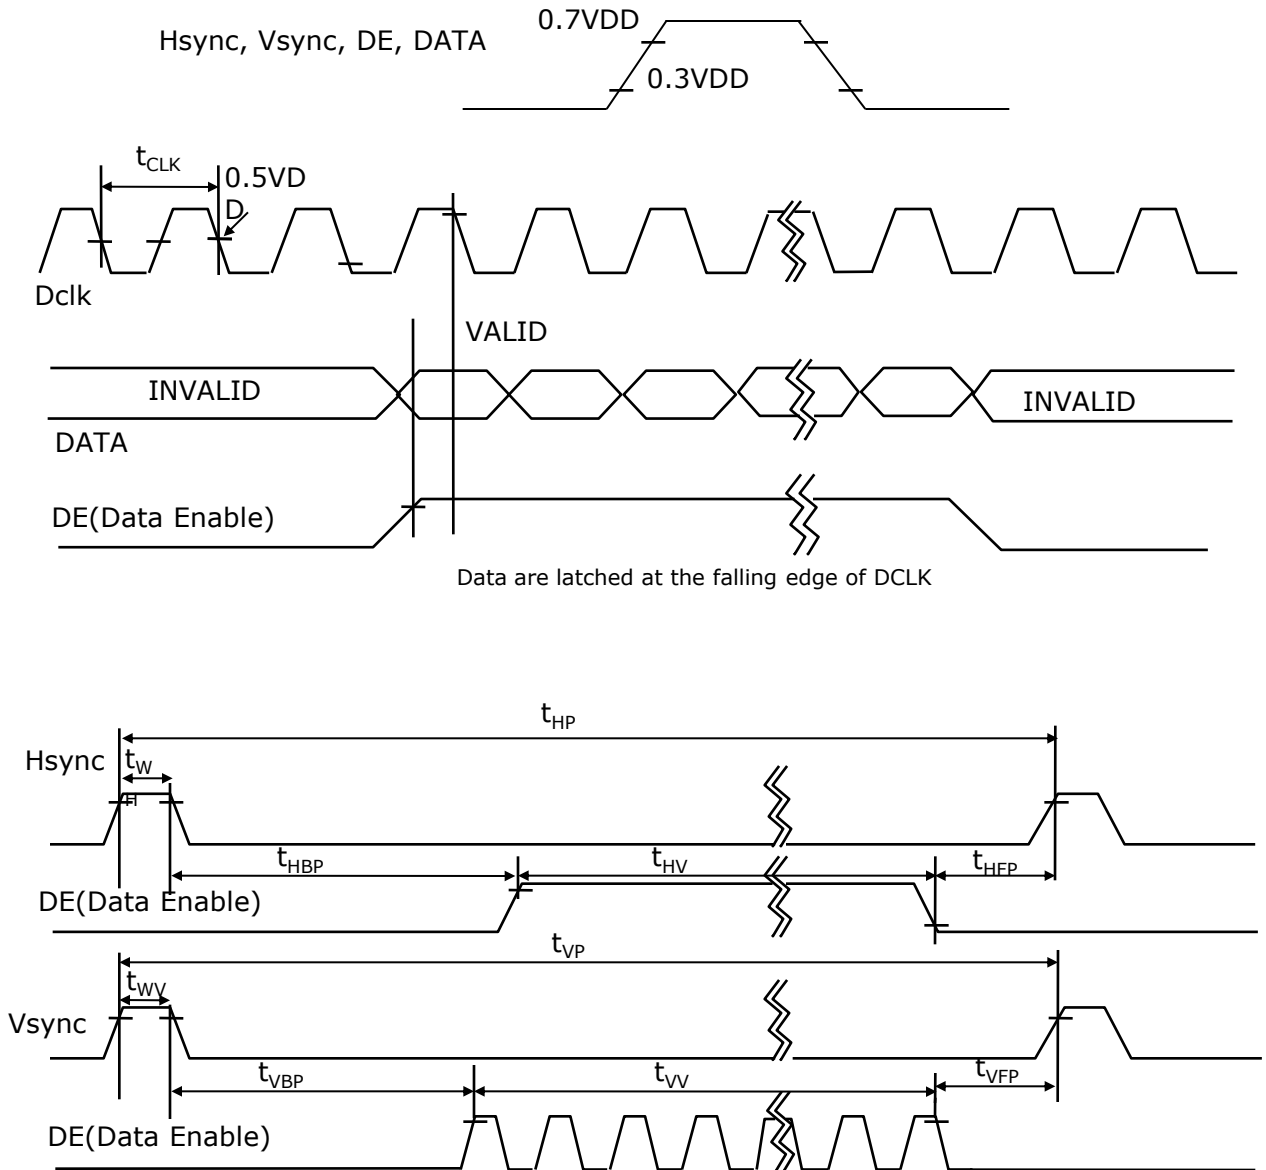 0.7VDD
Hsync, Vsync, DE, DATA
0.3VDD
tCLK
0.5VD
D
Dclk
VALID
INVALID
INVALID
DATA
DE(Data Enable)
Data are latched at the falling edge of DCLK
tHP
Hsync
tW
H
tHBP
tHV
tHFP
DE(Data Enable)
tVP
tWV
Vsync
tVBP
tVV
tVFP
DE(Data Enable)